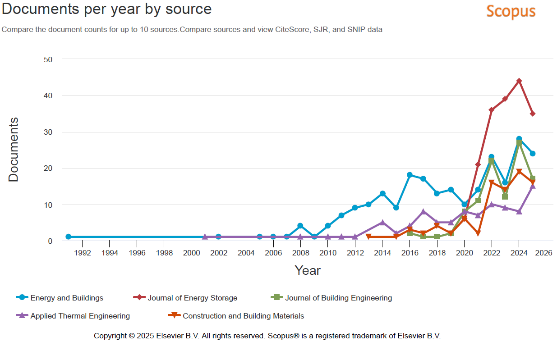 Documents per year by source
Scopus
Compare the document counts for up to 10 sources.Compare sources and view CiteScore, SJR, and SNIP data
50
40
30
20
10
0
Documents
1992 1994 1996 1998 2000 2002 2004 2006 2008 2010 2012 2014 2016 2018 2020 2022 2024 2026
Year
Energy and Buildings Journal of Energy Storage Journal of Building Engineering
Applied Thermal Engineering Construction and Building Materials
Copyright © 2025 Elsevier B.V. All rights reserved. Scopus® is a registered trademark of Elsevier B.V.